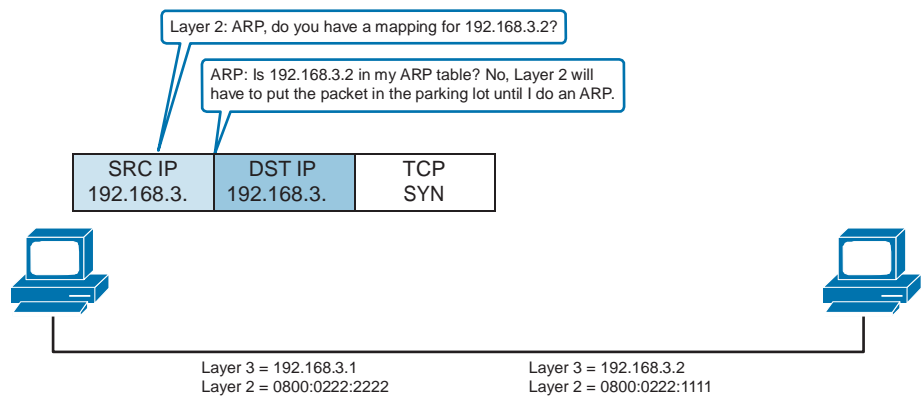 Layer 2: ARP, do you have a mapping for 192.168.3.2?
ARP: Is 192.168.3.2 in my ARP table? No, Layer 2 will
have to put the packet in the parking lot until I do an ARP.
SRC IP
192.168.3.
DST IP
192.168.3.
TCP
SYN
Layer 3 = 192.168.3.1
Layer 2 = 0800:0222:2222
Layer 3 = 192.168.3.2
Layer 2 = 0800:0222:1111